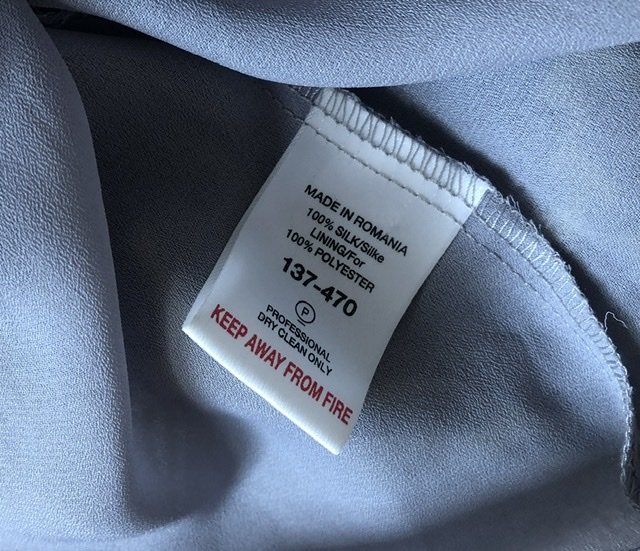 MADE IN ROMANIA
100% SILK/Silke
LINING/For
100% POLYESTER
137-470
P
PROFESSIONAL
DRY CLEAN ONLY
KEEP AWAY FROM FIRE